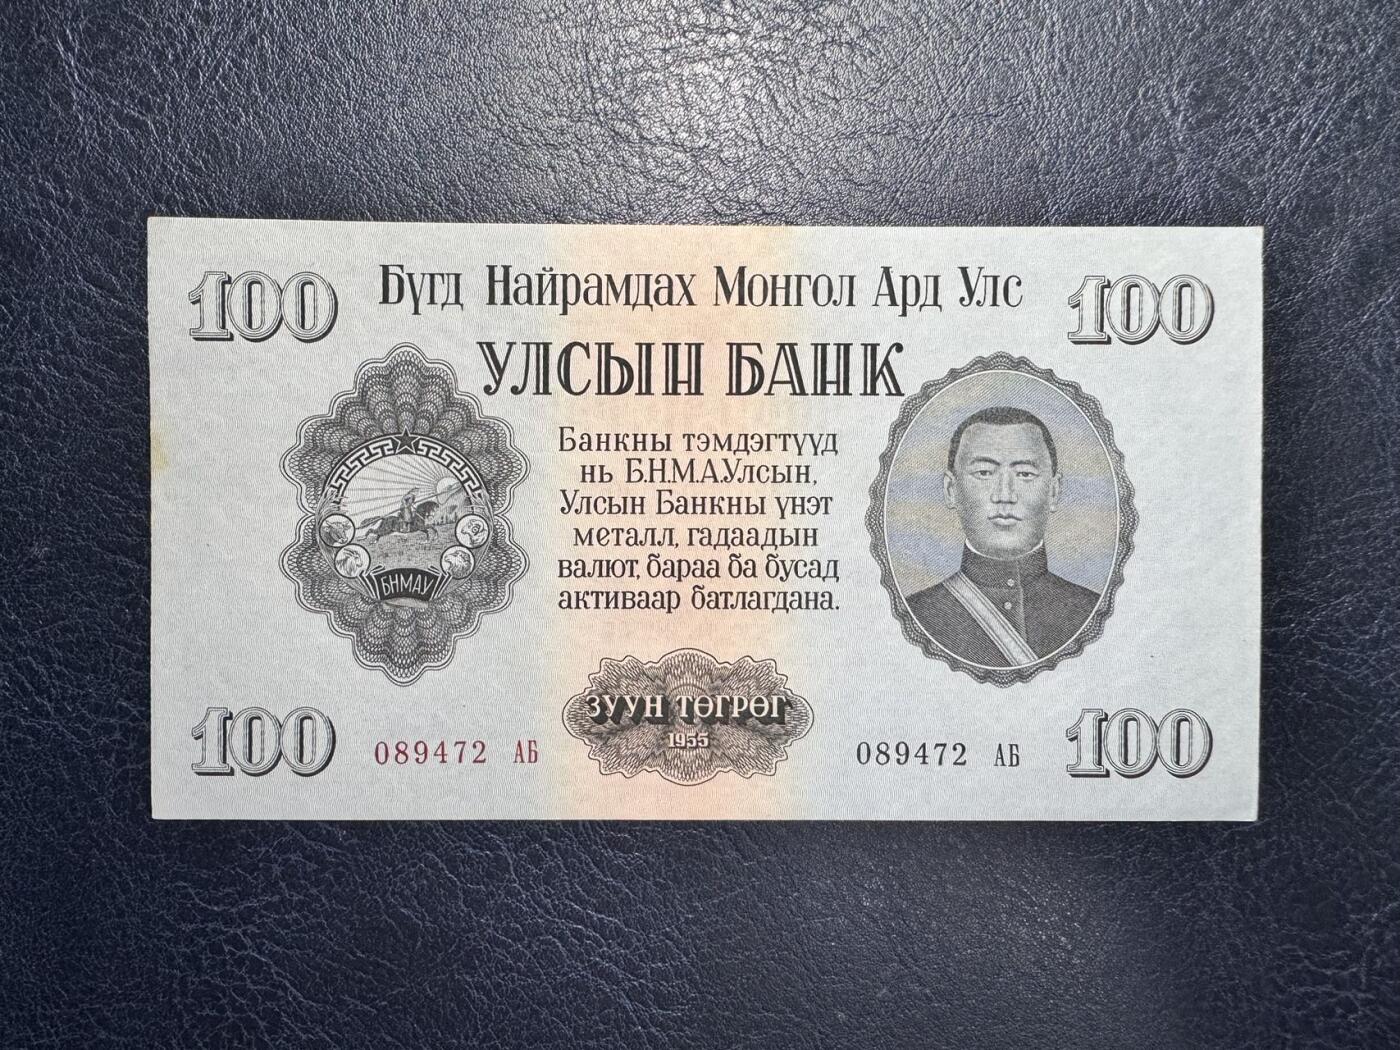 100 Бүгд Найрамдах Монгол Ард Улс 100
УЛСЫН БАНК
Банкны тэмдэгтүүд
нь Б.Н.М.А.Улсын,
Улсын Банкны үнэт
металл, гадаадын
валют, бараа ба бусад
активаар батлагдана.
БНМАУ
ЗУУН ТӨГРӨГ
1955
100 089472 АБ 089472 АБ 100